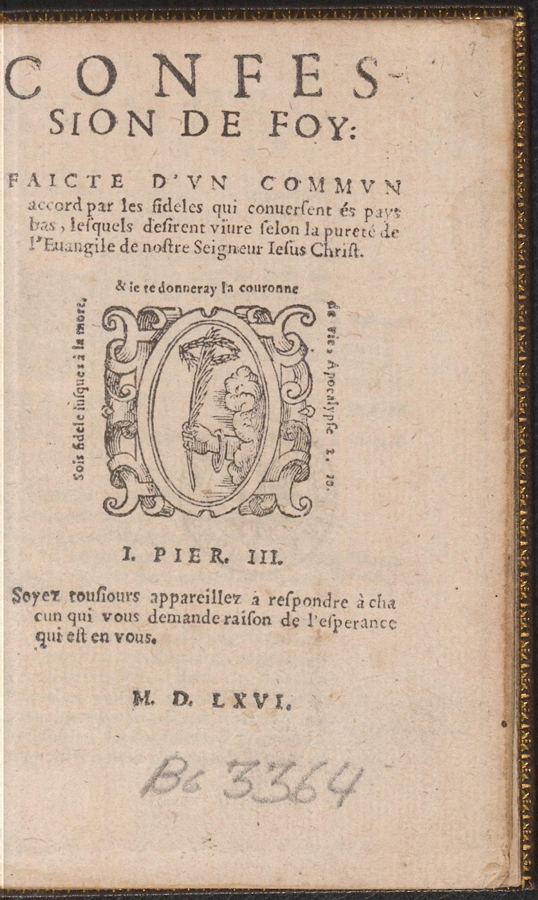 CONFES-
SION DE FOY:
FAICTE D'VN COMMVN
accord par les fideles qui conuersent és pays
bas, lesquels desirent viure selon la pureté de
l'Euangile de nostre Seigneur Iesus Christ.
Sois fidele iusques à la mort,
& ie te donneray la couronne
de vie, Apocalypse 2. 10.
I. PIER. III.
Soyez tousiours appareillez a respondre à cha
cun qui vous demande raison de l'esperance
qui est en vous.
M. D. LXVI.
Bc 3364